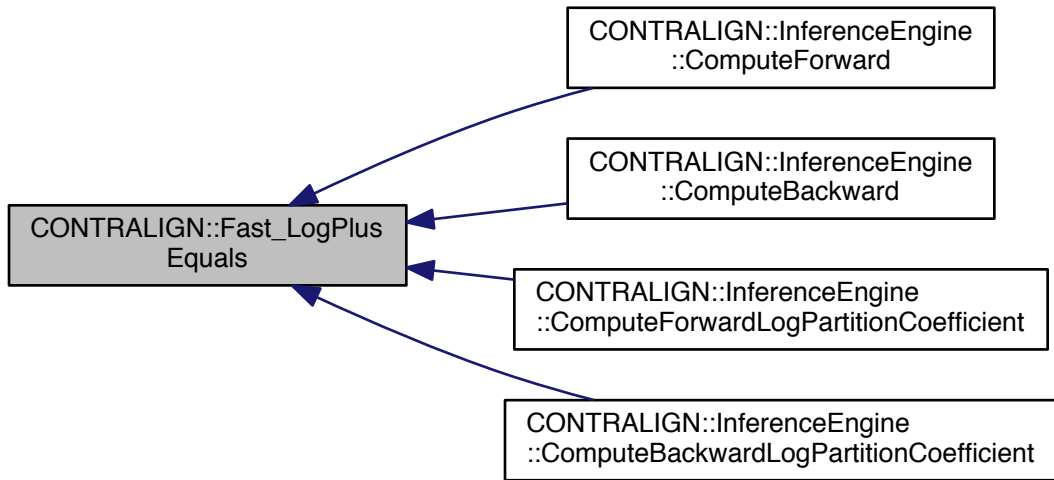 CONTRALIGN::InferenceEngine
::ComputeForward
CONTRALIGN::InferenceEngine
::ComputeBackward
CONTRALIGN::Fast_LogPlus
Equals
CONTRALIGN::InferenceEngine
::ComputeForwardLogPartitionCoefficient
CONTRALIGN::InferenceEngine
::ComputeBackwardLogPartitionCoefficient